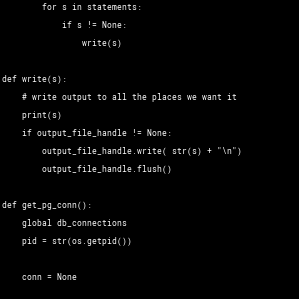 for s in statements:
if s != None:
write(s)
def write(s):
# write output to all the places we want it
print(s)
if output_file_handle != None:
output_file_handle.write( str(s) + "\n")
output_file_handle.flush()
def get_pg_conn():
global db_connections
pid = str(os.getpid())
conn = None